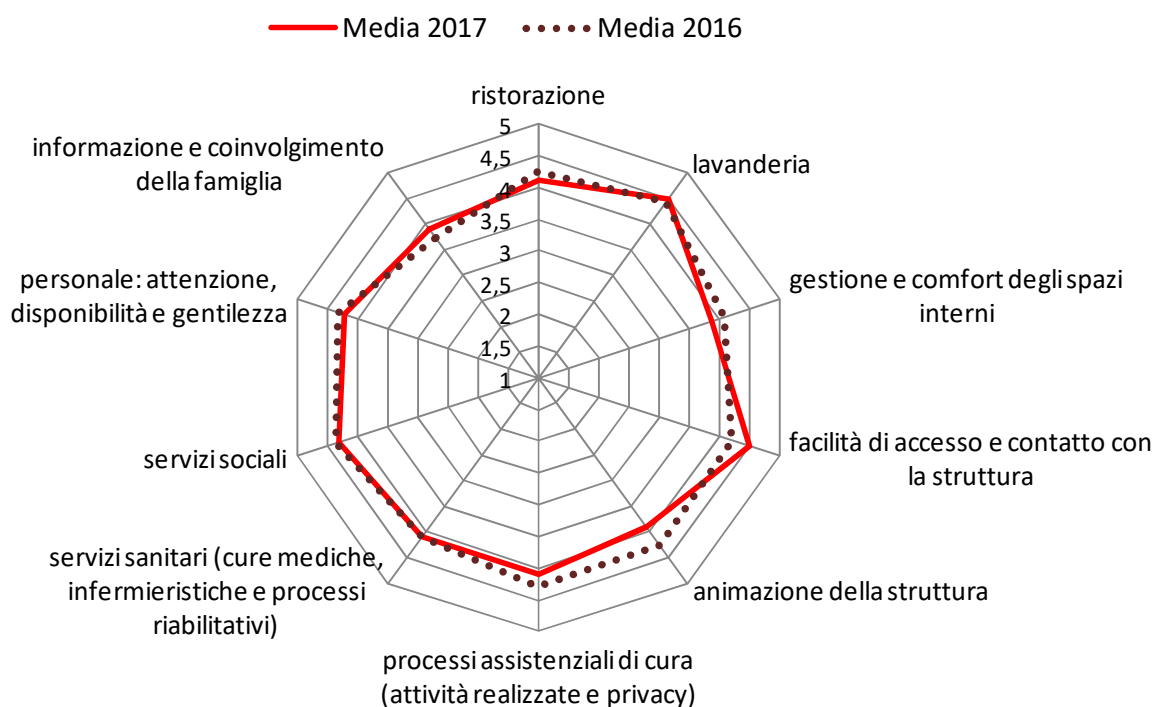 Media 2017 Media 2016
ristorazione
lavanderia
gestione e comfort degli spazi
interni
facilità di accesso e contatto con
la struttura
animazione della struttura
processi assistenziali di cura
(attività realizzate e privacy)
servizi sanitari (cure mediche,
infermieristiche e processi
riabilitativi)
servizi sociali
personale: attenzione,
disponibilità e gentilezza
informazione e coinvolgimento
della famiglia
5
4,5
4
3,5
3
2,5
2
1,5
1